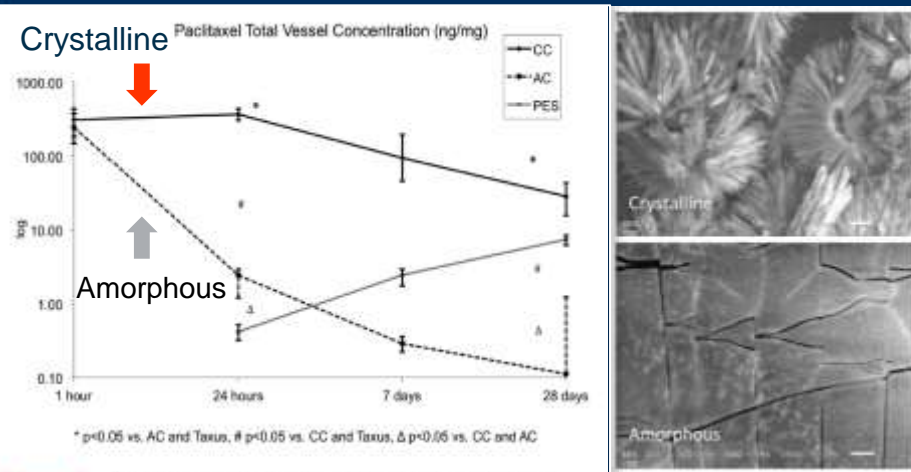 Crystalline
Paclitaxel Total Vessel Concentration (ng/mg)
CC
AC
PES
1000.00
100.00
10.00
1.00
0.10
log
*
*
#
#
Δ
Δ
Amorphous
1 hour
24 hours
7 days
28 days
* p<0.05 vs. AC and Taxus, # p<0.05 vs. CC and Taxus, Δ p<0.05 vs. CC and AC
Crystalline
Amorphous